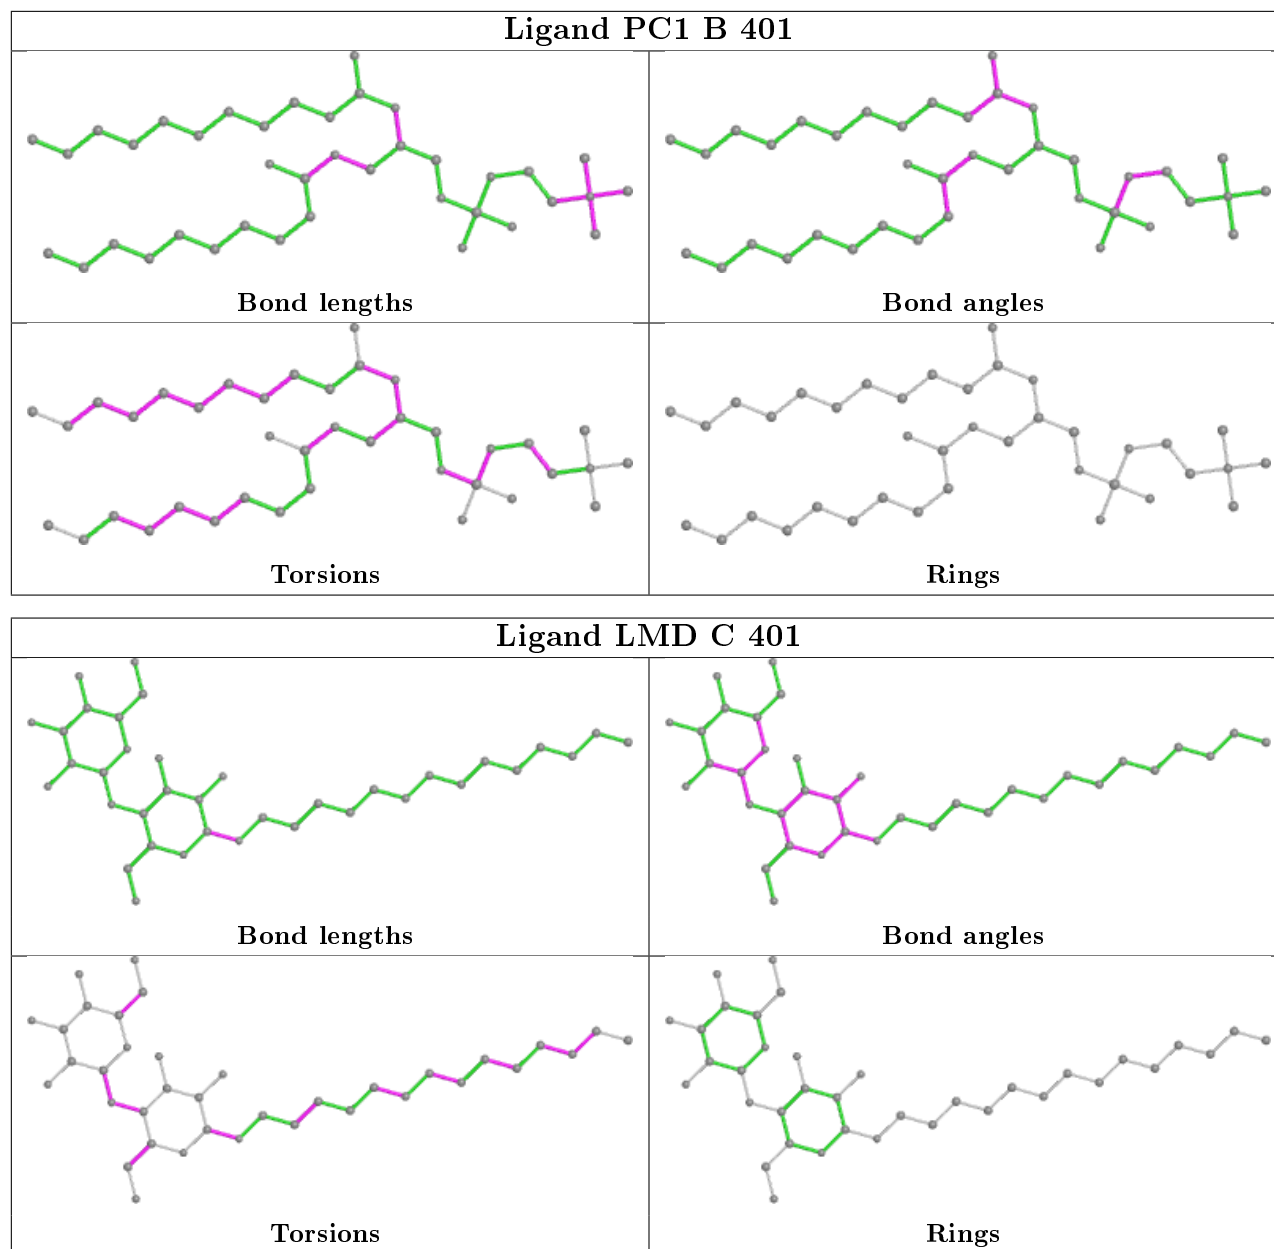 Ligand PC1 B 401
Bond lengths
Bond angles
Torsions
Rings
Ligand LMD C 401
Bond lengths
Bond angles
Torsions
Rings